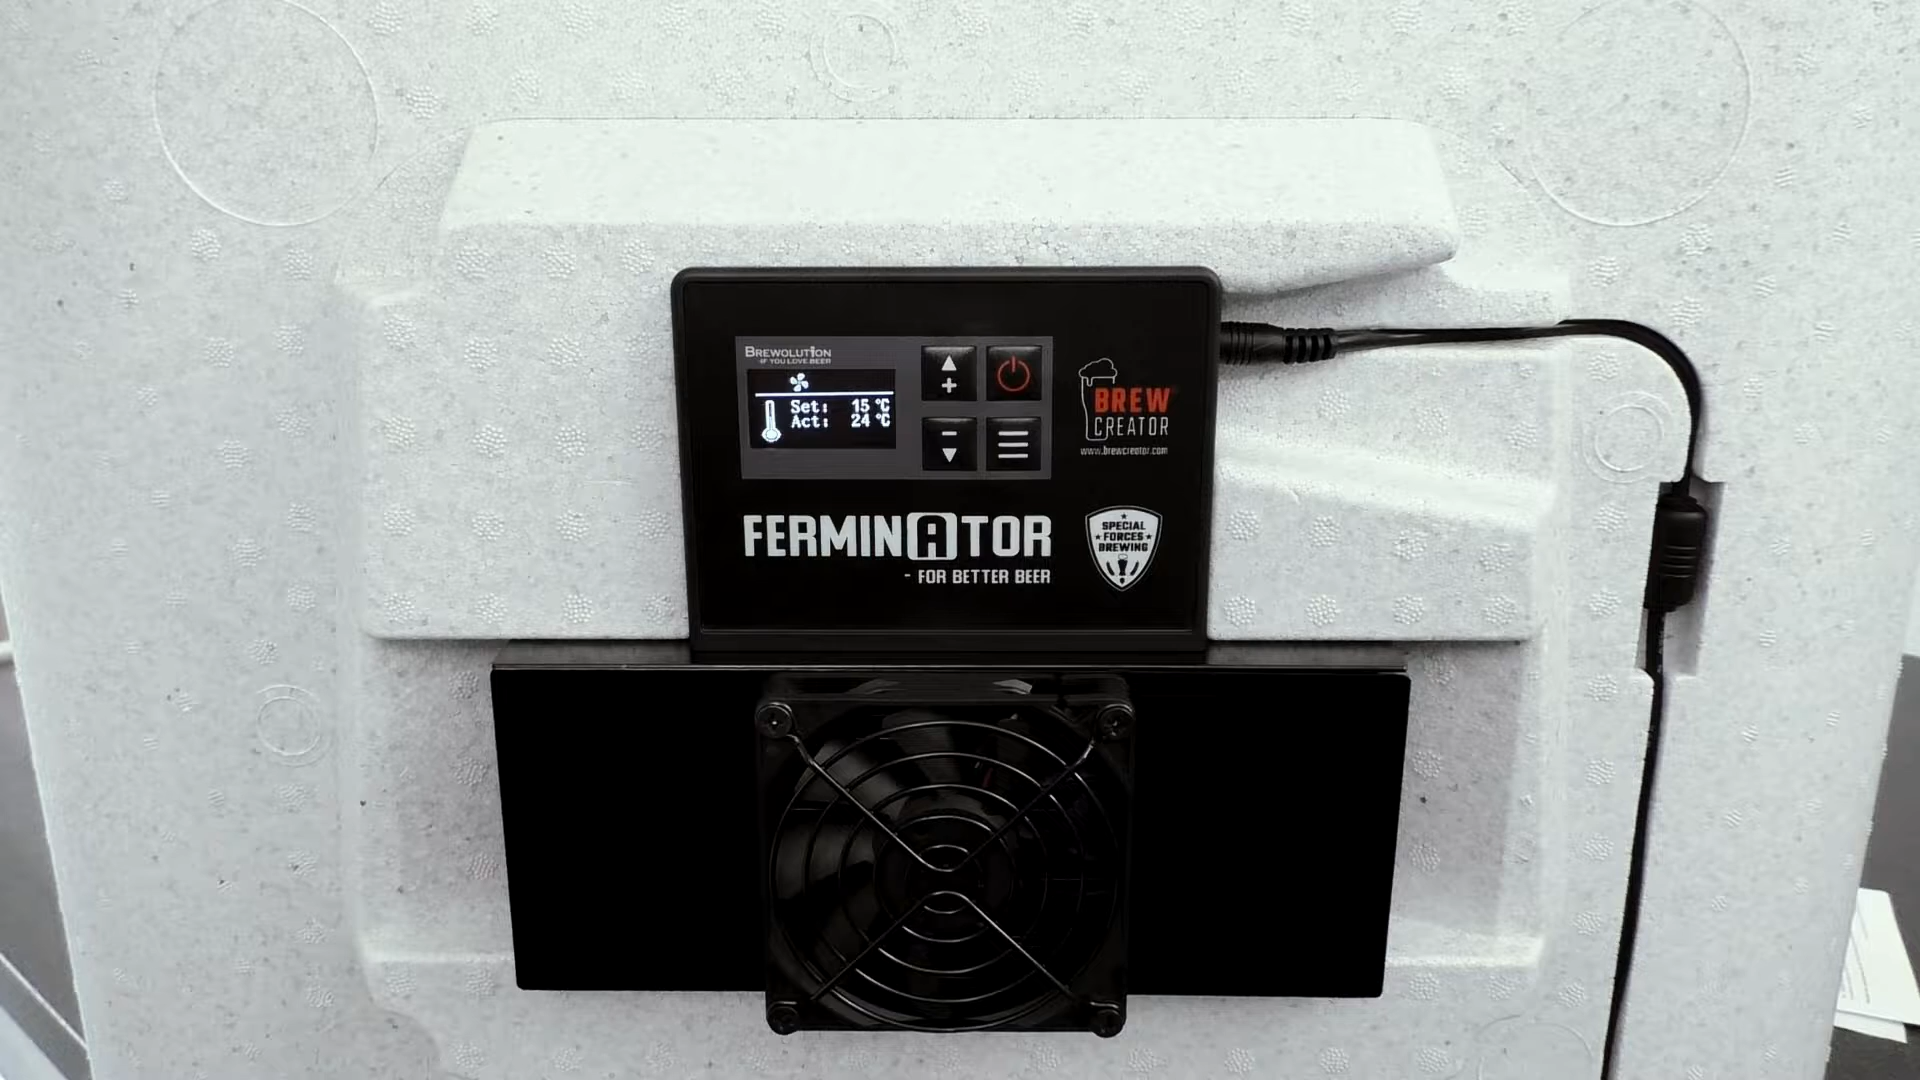 BREWOLUTION
IF YOU LOVE BEER
Set: 15 °C
Act: 24 °C
BREW
CREATOR
www.brewcreator.com
FERMINATOR
- FOR BETTER BEER
SPECIAL
FORCES
BREWING